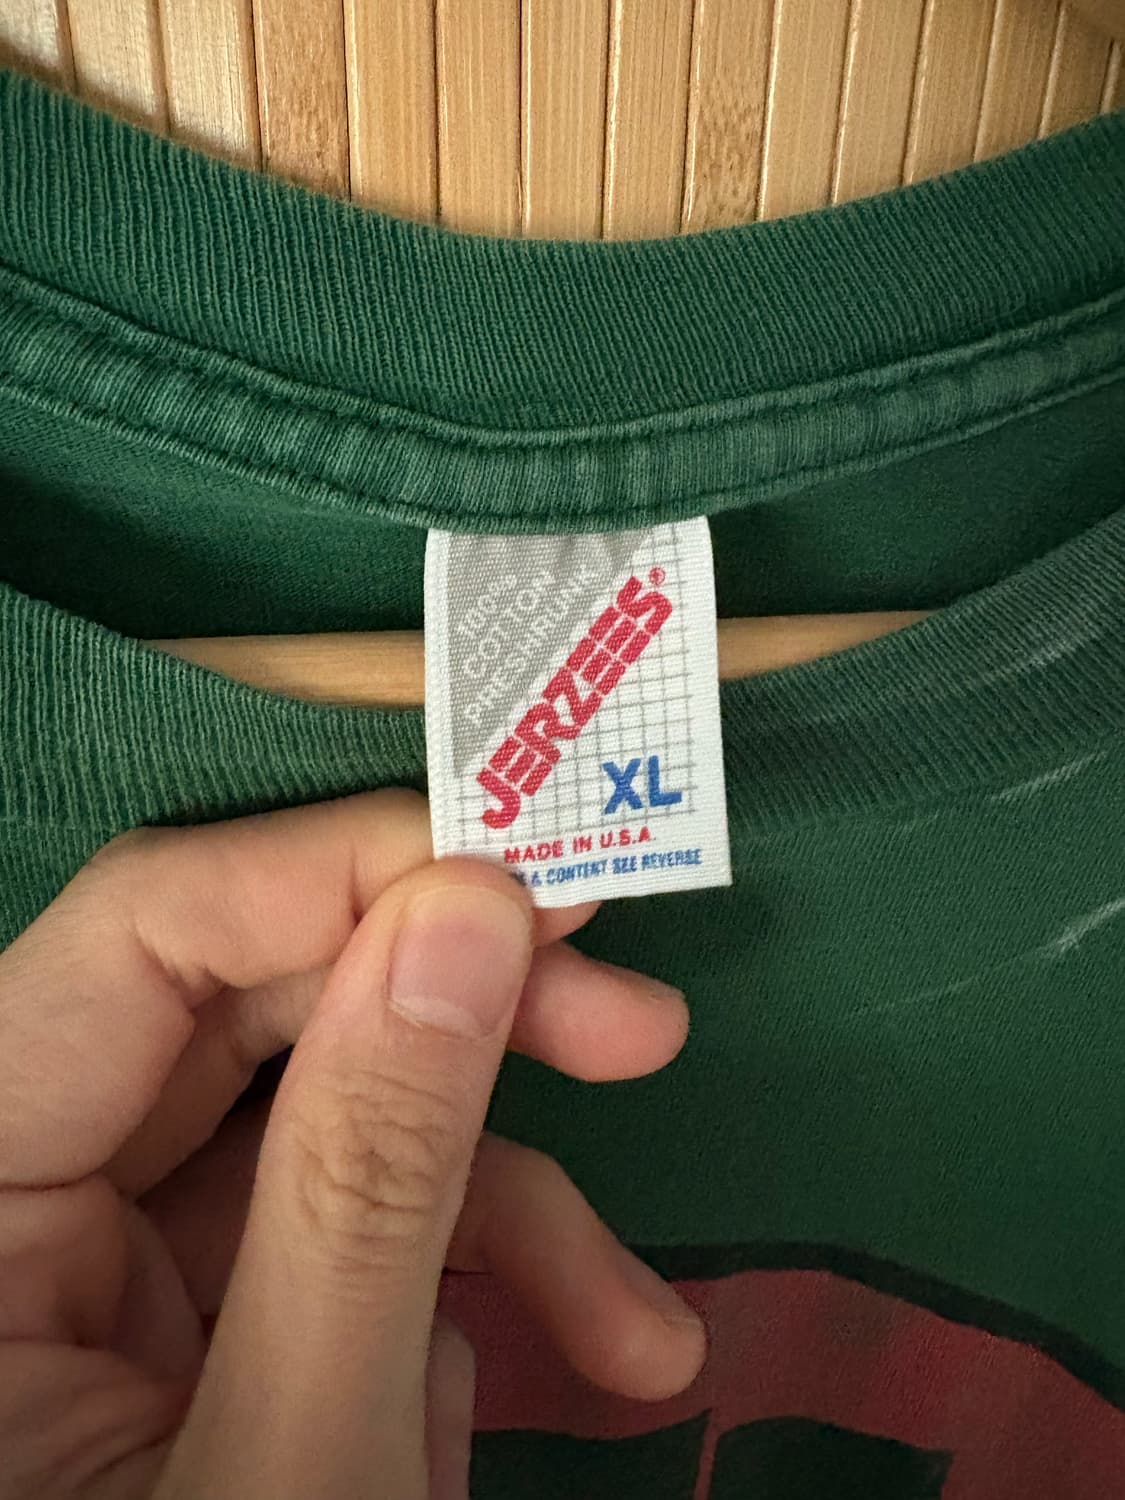 100%
COTTON
PRESHRUNK
JERZEES®
XL
MADE IN U.S.A.
& CONTENT SEE REVERSE